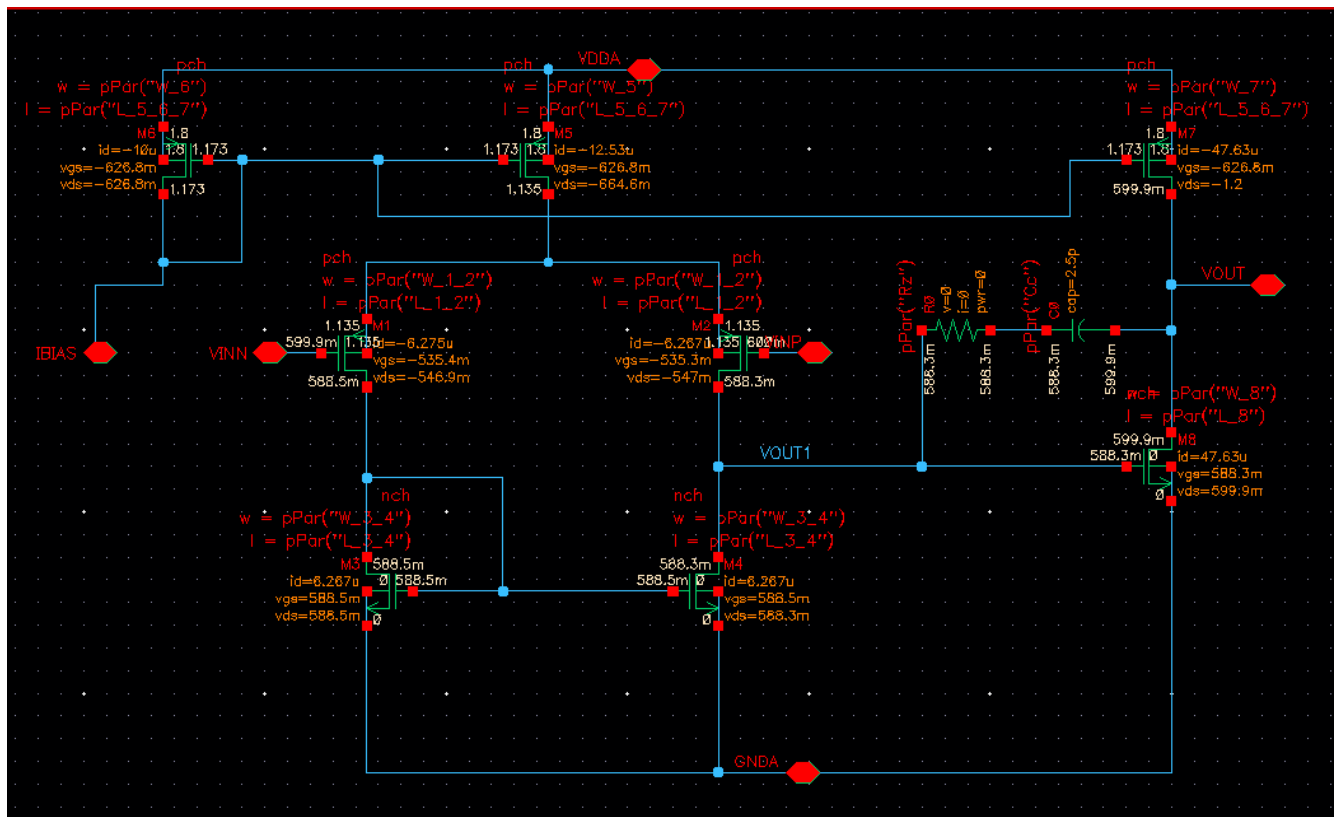 pch
w = pPar("W_6")
l = pPar("L_5_6_7")
1.8
M6
id=-10u
1.8
1.173
vgs=-626.8m
vds=-626.8m
1.173
pch
VDDA
w = pPar("W_5")
l = pPar("L_5_6_7")
1.8
M5
1.173
1.8
id=-12.53u
vgs=-626.8m
vds=-664.6m
1.135
pch
w = pPar("W_7")
l = pPar("L_5_6_7")
1.8
M7
1.173
1.8
id=-47.63u
vgs=-626.8m
vds=-1.2
599.9m
pch
w = pPar("W_1_2")
l = pPar("L_1_2")
1.135
M1
IBIAS
VINN
599.9m
1.135
id=-6.275u
vgs=-535.4m
vds=-546.9m
588.5m
pch
w = pPar("W_1_2")
l = pPar("L_1_2")
M2
1.135
id=-6.267u
1.135
vgs=-535.3m
vds=-547m
588.3m
pPar("Rz")
R0
v=0
i=0
pwr=0
588.3m
588.3m
pPar("Cc")
C0
cap=2.5p
588.3m
599.9m
VOUT
pPar("W_8")
l = pPar("L_8")
599.9m
M8
588.3m
0
id=47.63u
vgs=588.3m
vds=599.9m
0
VOUT1
nch
w = pPar("W_3_4")
l = pPar("L_3_4")
588.5m
M3
0
588.5m
id=6.267u
vgs=588.5m
vds=588.5m
0
nch
w = pPar("W_3_4")
l = pPar("L_3_4")
588.3m
M4
588.5m
0
id=6.267u
vgs=588.5m
vds=588.3m
0
GNDA